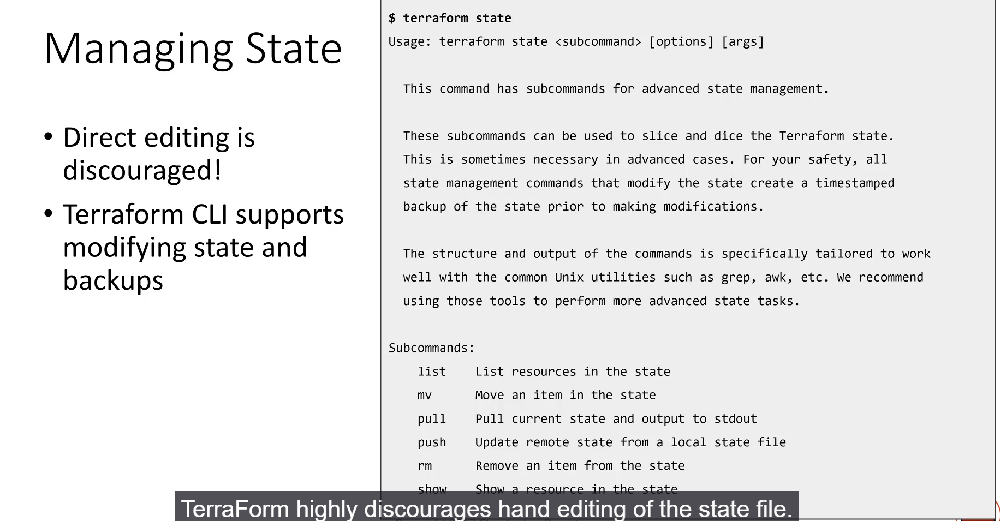 Managing State
• Direct editing is
discouraged!
• Terraform CLI supports
modifying state and
backups
$ terraform state
Usage: terraform state <subcommand> [options] [args]
This command has subcommands for advanced state management.
These subcommands can be used to slice and dice the Terraform state.
This is sometimes necessary in advanced cases. For your safety, all
state management commands that modify the state create a timestamped
backup of the state prior to making modifications.
The structure and output of the commands is specifically tailored to work
well with the common Unix utilities such as grep, awk, etc. We recommend
using those tools to perform more advanced state tasks.
Subcommands:
list List resources in the state
mv Move an item in the state
pull Pull current state and output to stdout
push Update remote state from a local state file
rm Remove an item from the state
show Show a resource in the state
TerraForm highly discourages hand editing of the state file.